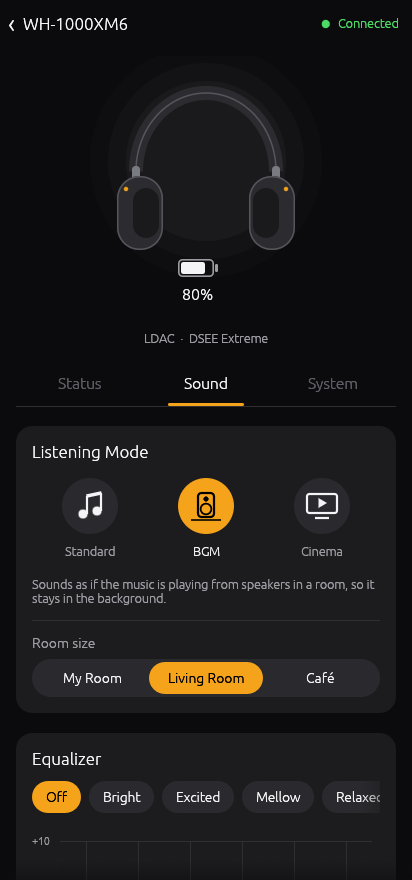 WH-1000XM6
Connected
80%
LDAC · DSEE Extreme
Status Sound System
Listening Mode
Standard BGM Cinema
Sounds as if the music is playing from speakers in a room, so it
stays in the background.
Room size
My Room Living Room Café
Equalizer
Off Bright Excited Mellow Relaxed
+10